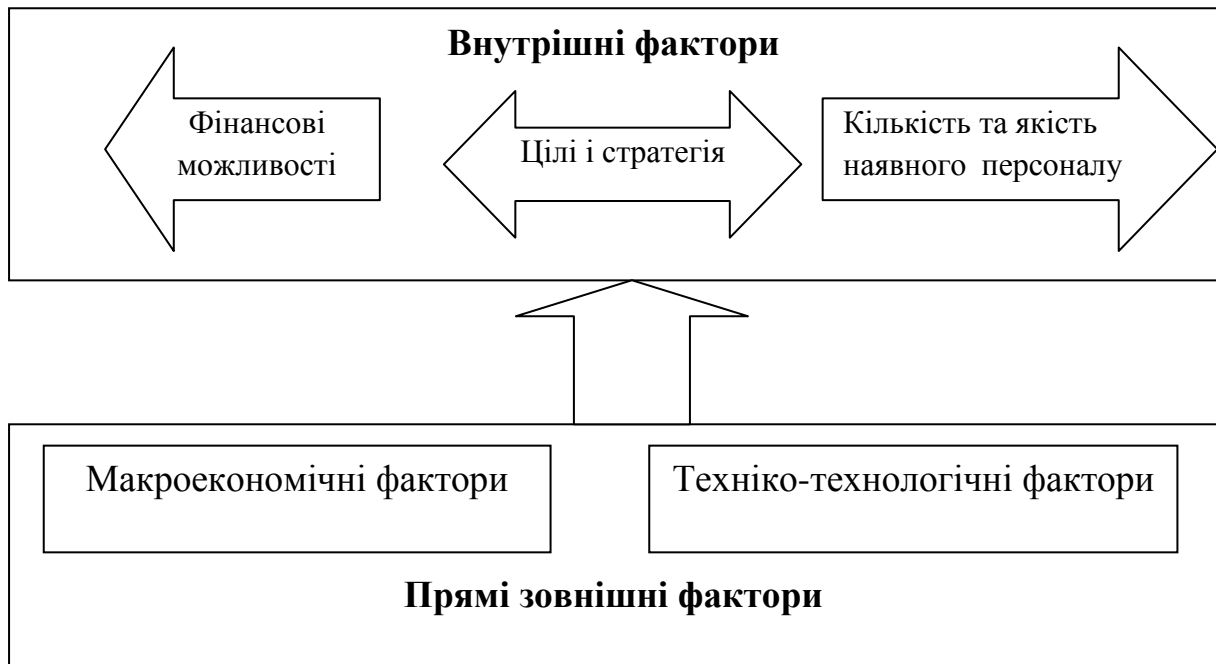 Внутрішні фактори
Фінансові
можливості
Цілі і стратегія
Кількість та якість
наявного персоналу
Макроекономічні фактори
Техніко-технологічні фактори
Прямі зовнішні фактори